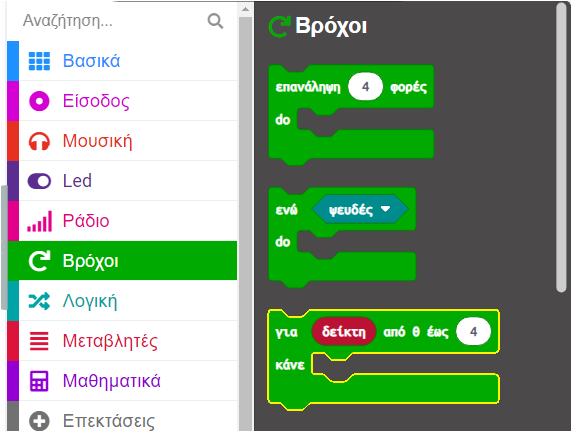 Αναζήτηση...
Βασικά
Είσοδος
Μουσική
Led
Ράδιο
Βρόχοι
Λογική
Μεταβλητές
Μαθηματικά
Επεκτάσεις
Βρόχοι
επανάληψη 4 φορές
do
ενώ ψευδές
do
για δείκτη από 0 έως 4
κάνε